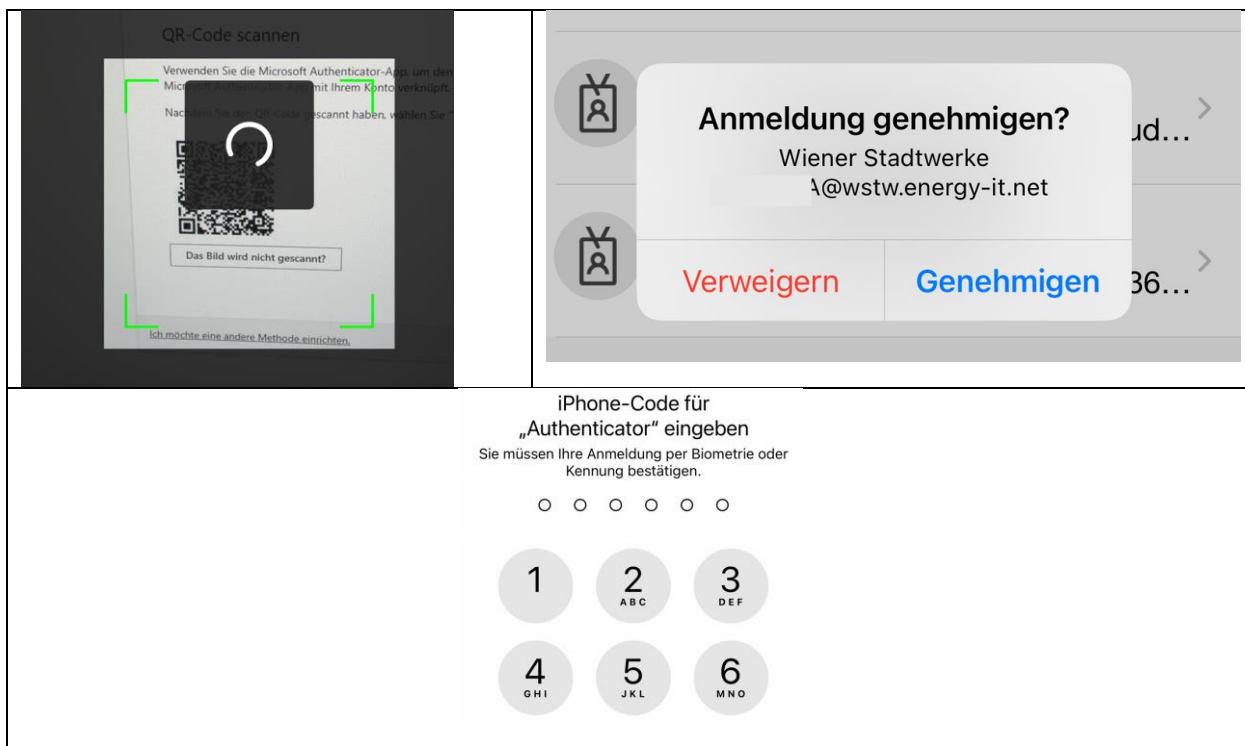 QR-Code scannen
Verwenden Sie die Microsoft Authenticator-App, um den
Microsoft Authenticator App mit Ihrem Konto verknüpft.
Nachdem Sie den QR-Code gescannt haben, wählen Sie "
Das Bild wird nicht gescannt?
Ich möchte eine andere Methode einrichten.
Anmeldung genehmigen?
Wiener Stadtwerke
A@wstw.energy-it.net
Verweigern
Genehmigen
ud...
36...
iPhone-Code für
„Authenticator“ eingeben
Sie müssen Ihre Anmeldung per Biometrie oder
Kennung bestätigen.
1
2
ABC
3
DEF
4
GHI
5
JKL
6
MNO